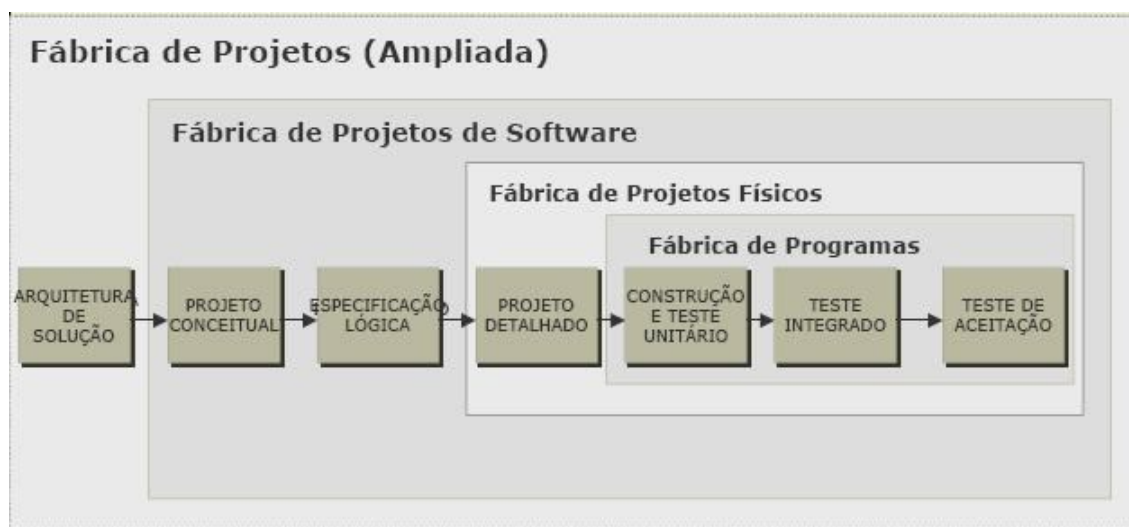 Fábrica de Projetos (Ampliada)
Fábrica de Projetos de Software
Fábrica de Projetos Físicos
Fábrica de Programas
ARQUITETURA
DE
SOLUÇÃO
PROJETO
CONCEITUAL
ESPECIFICAÇÃO
LÓGICA
PROJETO
DETALHADO
CONSTRUÇÃO
E TESTE
UNITÁRIO
TESTE
INTEGRADO
TESTE DE
ACEITAÇÃO